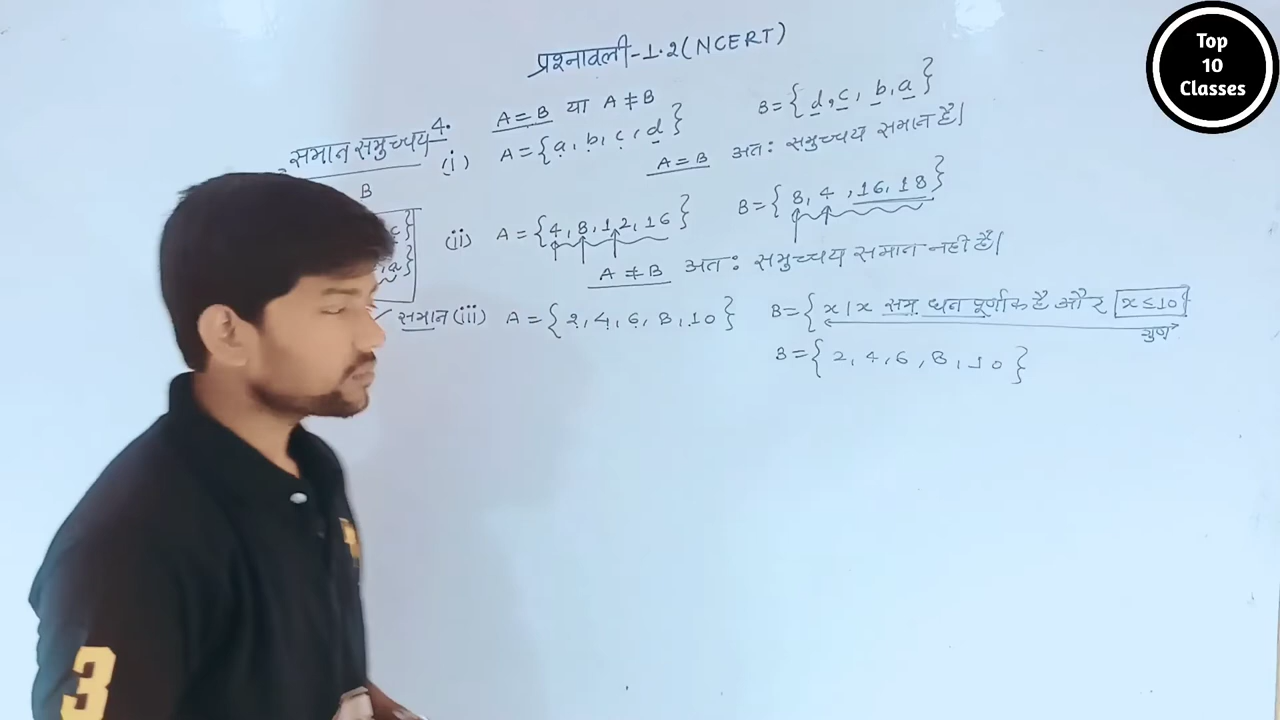 Top
10
Classes
प्रश्नावली-1.2(NCERT)
समान समुच्चय
4. A=B या A≠B
(i) A={a,b,c,d} B={d,c,b,a}
A=B अतः समुच्चय समान है।
B
c}
,a}
(ii) A={4,8,12,16} B={8,4,16,18}
A≠B अतः समुच्चय समान नहीं है।
समान
(iii) A={2,4,6,8,10} B={x|x सम धन पूर्णांक है और x≤10}
गुण
B={2,4,6,8,10}
3